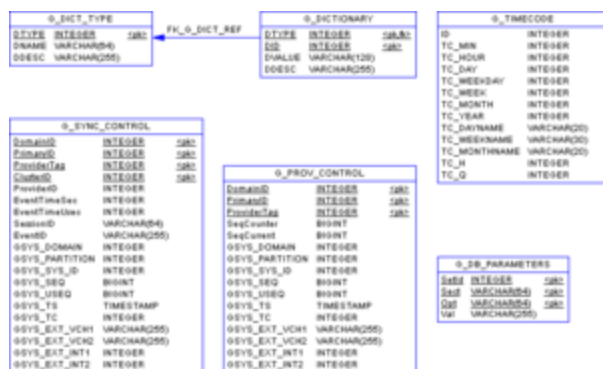 G_DICT_TYPE
DTYPE INTEGER <pk>
DNAME VARCHAR(64)
DDESC VARCHAR(255)
FK_G_DICT_REF
G_DICTIONARY
DTYPE INTEGER <pk,fk>
DID INTEGER <pk>
DVALUE VARCHAR(128)
DDESC VARCHAR(255)
G_TIMECODE
ID INTEGER
TC_MIN INTEGER
TC_HOUR INTEGER
TC_DAY INTEGER
TC_WEEKDAY INTEGER
TC_WEEK INTEGER
TC_MONTH INTEGER
TC_YEAR INTEGER
TC_DAYNAME VARCHAR(20)
TC_WEEKNAME VARCHAR(30)
TC_MONTHNAME VARCHAR(20)
TC_H INTEGER
TC_Q INTEGER
G_SYNC_CONTROL
DomainID INTEGER <pk>
PrimaryID INTEGER <pk>
ProviderTag INTEGER <pk>
ClusterID INTEGER <pk>
ProviderID INTEGER
EventTimeSec INTEGER
EventTimeUsec INTEGER
SessionID VARCHAR(64)
EventID VARCHAR(255)
GSYS_DOMAIN INTEGER
GSYS_PARTITION INTEGER
GSYS_SYS_ID INTEGER
GSYS_SEQ BIGINT
GSYS_USEQ BIGINT
GSYS_TS TIMESTAMP
GSYS_TC INTEGER
GSYS_EXT_VCH1 VARCHAR(255)
GSYS_EXT_VCH2 VARCHAR(255)
GSYS_EXT_INT1 INTEGER
GSYS_EXT_INT2 INTEGER
G_PROV_CONTROL
DomainID INTEGER <pk>
PrimaryID INTEGER <pk>
ProviderTag INTEGER <pk>
SeqCounter BIGINT
SeqCurrent BIGINT
GSYS_DOMAIN INTEGER
GSYS_PARTITION INTEGER
GSYS_SYS_ID INTEGER
GSYS_SEQ BIGINT
GSYS_USEQ BIGINT
GSYS_TS TIMESTAMP
GSYS_TC INTEGER
GSYS_EXT_VCH1 VARCHAR(255)
GSYS_EXT_VCH2 VARCHAR(255)
GSYS_EXT_INT1 INTEGER
GSYS_EXT_INT2 INTEGER
G_DB_PARAMETERS
SetId INTEGER <pk>
Sect VARCHAR(64) <pk>
Opt VARCHAR(64) <pk>
Val VARCHAR(255)